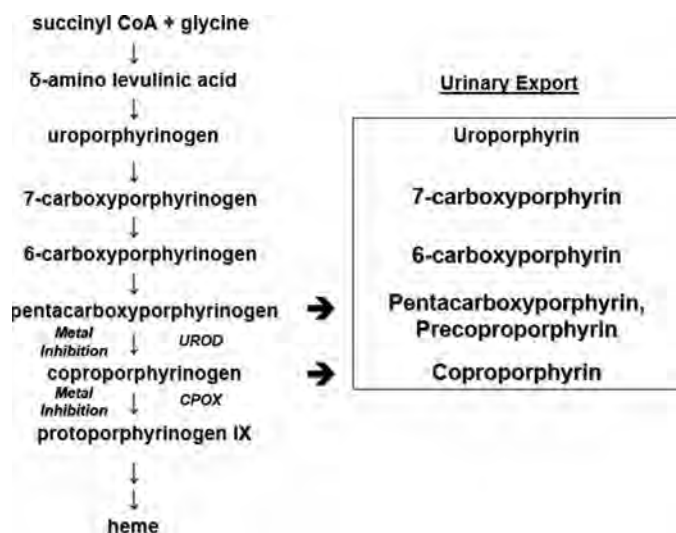 succinyl CoA + glycine
δ-amino levulinic acid
uroporphyrinogen
7-carboxyporphyrinogen
6-carboxyporphyrinogen
pentacarboxyporphyrinogen
Metal
Inhibition
UROD
coproporphyrinogen
Metal
Inhibition
CPOX
protoporphyrinogen IX
heme
Urinary Export
Uroporphyrin
7-carboxyporphyrin
6-carboxyporphyrin
Pentacarboxyporphyrin,
Precoproporphyrin
Coproporphyrin